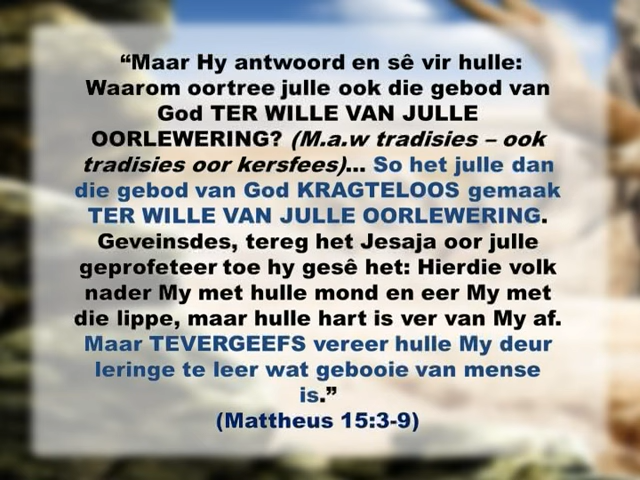 “Maar Hy antwoord en sê vir hulle:
Waarom oortree julle ook die gebod van
God TER WILLE VAN JULLE
OORLEWERING? (M.a.w tradisies – ook
tradisies oor kersfees)... So het julle dan
die gebod van God KRAGTELOOS gemaak
TER WILLE VAN JULLE OORLEWERING.
Geveinsdes, tereg het Jesaja oor julle
geprofeteer toe hy gesê het: Hierdie volk
nader My met hulle mond en eer My met
die lippe, maar hulle hart is ver van My af.
Maar TEVERGEEFS vereer hulle My deur
leringe te leer wat gebooie van mense
is.”
(Mattheus 15:3-9)